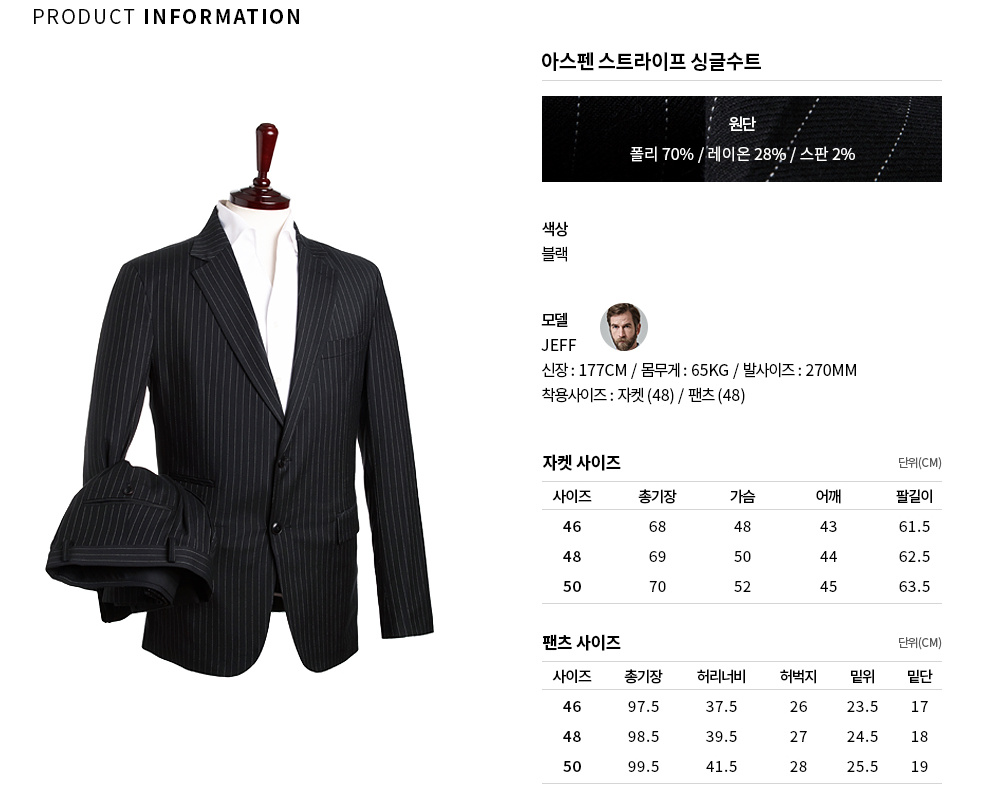 PRODUCT INFORMATION
아스펜 스트라이프 싱글수트
원단
폴리 70% / 레이온 28% / 스판 2%
색상
블랙
모델
JEFF
신장 : 177CM / 몸무게 : 65KG / 발사이즈 : 270MM
착용사이즈 : 자켓 (48) / 팬츠 (48)
자켓 사이즈 단위(CM)
사이즈 총기장 가슴 어깨 팔길이
46 68 48 43 61.5
48 69 50 44 62.5
50 70 52 45 63.5
팬츠 사이즈 단위(CM)
사이즈 총기장 허리너비 허벅지 밑위 밑단
46 97.5 37.5 26 23.5 17
48 98.5 39.5 27 24.5 18
50 99.5 41.5 28 25.5 19